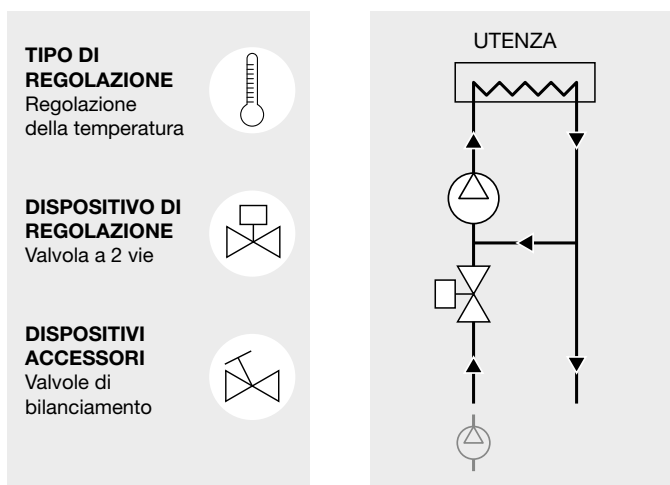 TIPO DI
REGOLAZIONE
Regolazione
della temperatura
DISPOSITIVO DI
REGOLAZIONE
Valvola a 2 vie
DISPOSITIVI
ACCESSORI
Valvole di
bilanciamento
UTENZA